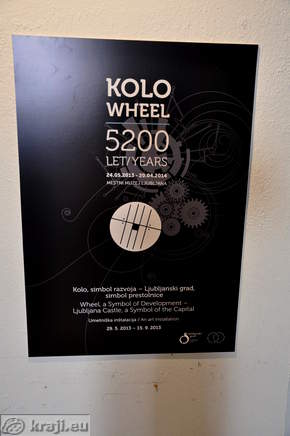 KOLO
WHEEL
5200
LET/YEARS
24.05.2013 - 20.04.2014
MESTNI MUZEJ LJUBLJANA
Kolo, simbol razvoja – Ljubljanski grad,
simbol prestolnice
Wheel, a Symbol of Development –
Ljubljana Castle, a Symbol of the Capital
Umetniška inštalacija / An art installation
29. 5. 2013 – 15. 9. 2013
kraji.eu